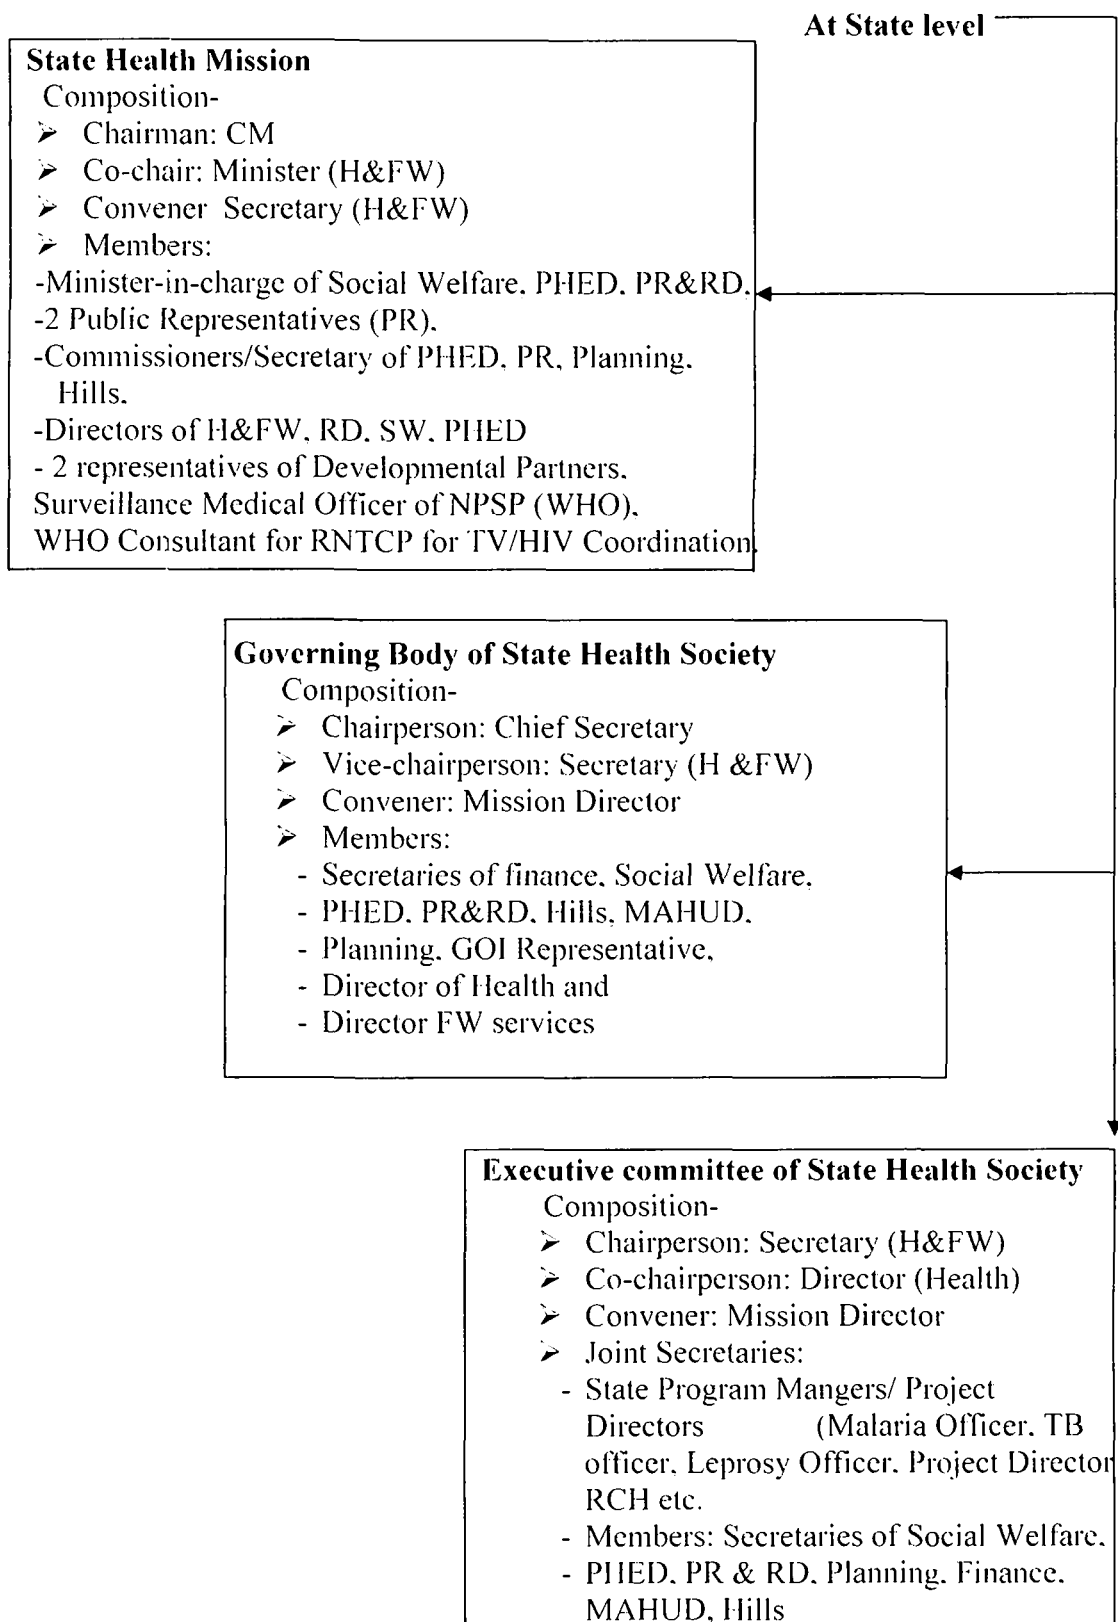 At State level
State Health Mission
Composition-
➢ Chairman: CM
➢ Co-chair: Minister (H&FW)
➢ Convener Secretary (H&FW)
➢ Members:
-Minister-in-charge of Social Welfare, PHED, PR&RD,
-2 Public Representatives (PR),
-Commissioners/Secretary of PHED, PR, Planning,
Hills,
-Directors of H&FW, RD, SW, PHED
- 2 representatives of Developmental Partners,
Surveillance Medical Officer of NPSP (WHO),
WHO Consultant for RNTCP for TV/HIV Coordination.
Governing Body of State Health Society
Composition-
➢ Chairperson: Chief Secretary
➢ Vice-chairperson: Secretary (H &FW)
➢ Convener: Mission Director
➢ Members:
- Secretaries of finance, Social Welfare,
- PHED, PR&RD, Hills, MAHUD,
- Planning, GOI Representative,
- Director of Health and
- Director FW services
Executive committee of State Health Society
Composition-
➢ Chairperson: Secretary (H&FW)
➢ Co-chairperson: Director (Health)
➢ Convener: Mission Director
➢ Joint Secretaries:
- State Program Mangers/ Project
Directors (Malaria Officer, TB
officer, Leprosy Officer, Project Director
RCH etc.
- Members: Secretaries of Social Welfare,
- PHED, PR & RD, Planning, Finance,
MAHUD, Hills